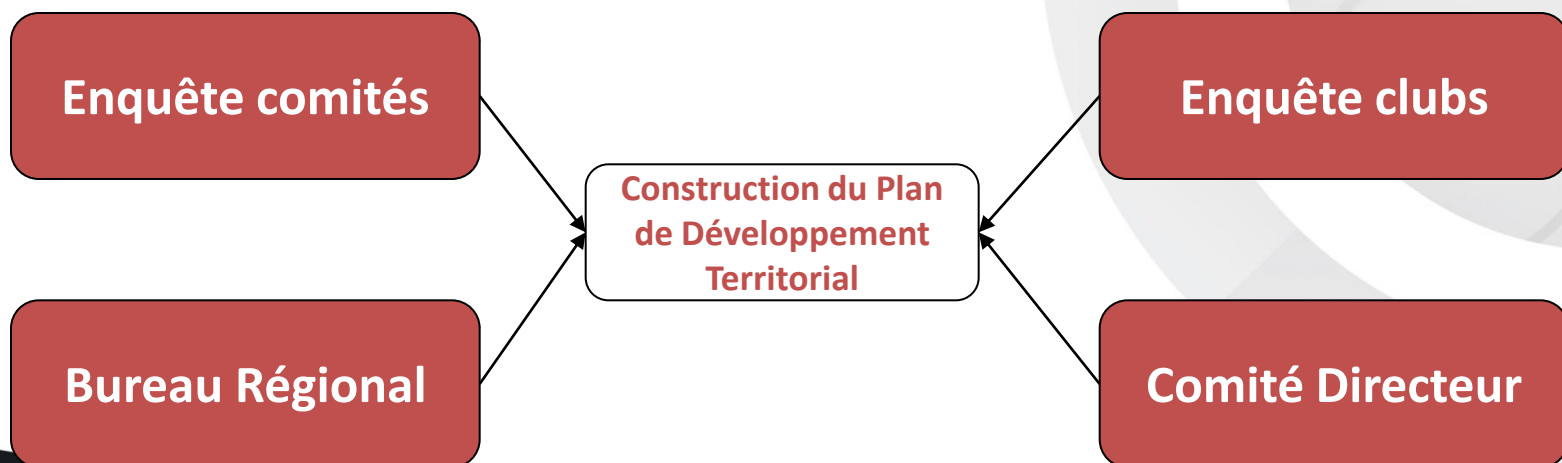 Enquête comités
Enquête clubs
Construction du Plan
de Développement
Territorial
Bureau Régional
Comité Directeur